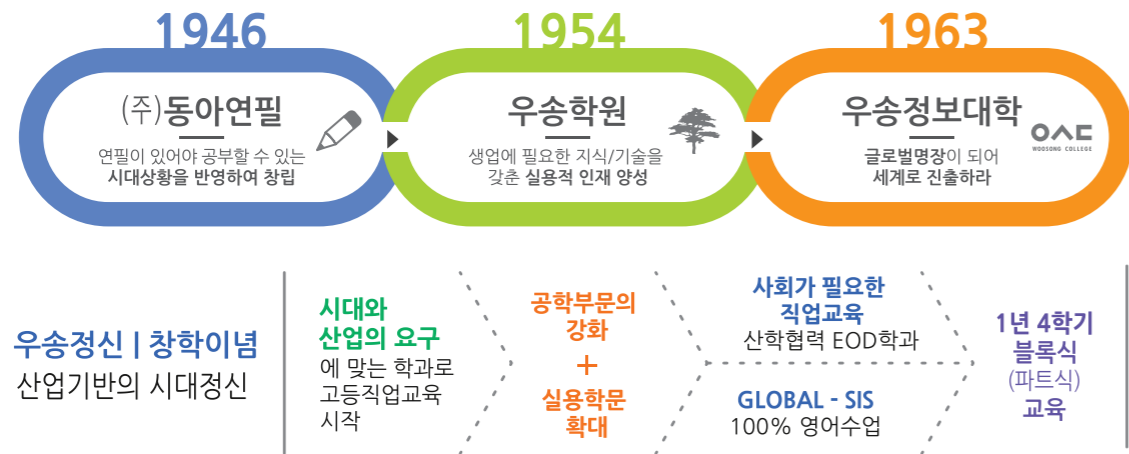 1946
(주)동아연필
연필이 있어야 공부할 수 있는
시대상황을 반영하여 창립
1954
우송학원
생업에 필요한 지식/기술을
갖춘 실용적 인재 양성
1963
우송정보대학
글로벌명장이 되어
세계로 진출하라
WOOSONG COLLEGE
우송정신 | 창학이념
산업기반의 시대정신
시대와
산업의 요구
에 맞는 학과로
고등직업교육
시작
공학부문의
강화
+
실용학문
확대
사회가 필요한
직업교육
산학협력 EOD학과
GLOBAL - SIS
100% 영어수업
1년 4학기
블록식
(파트식)
교육